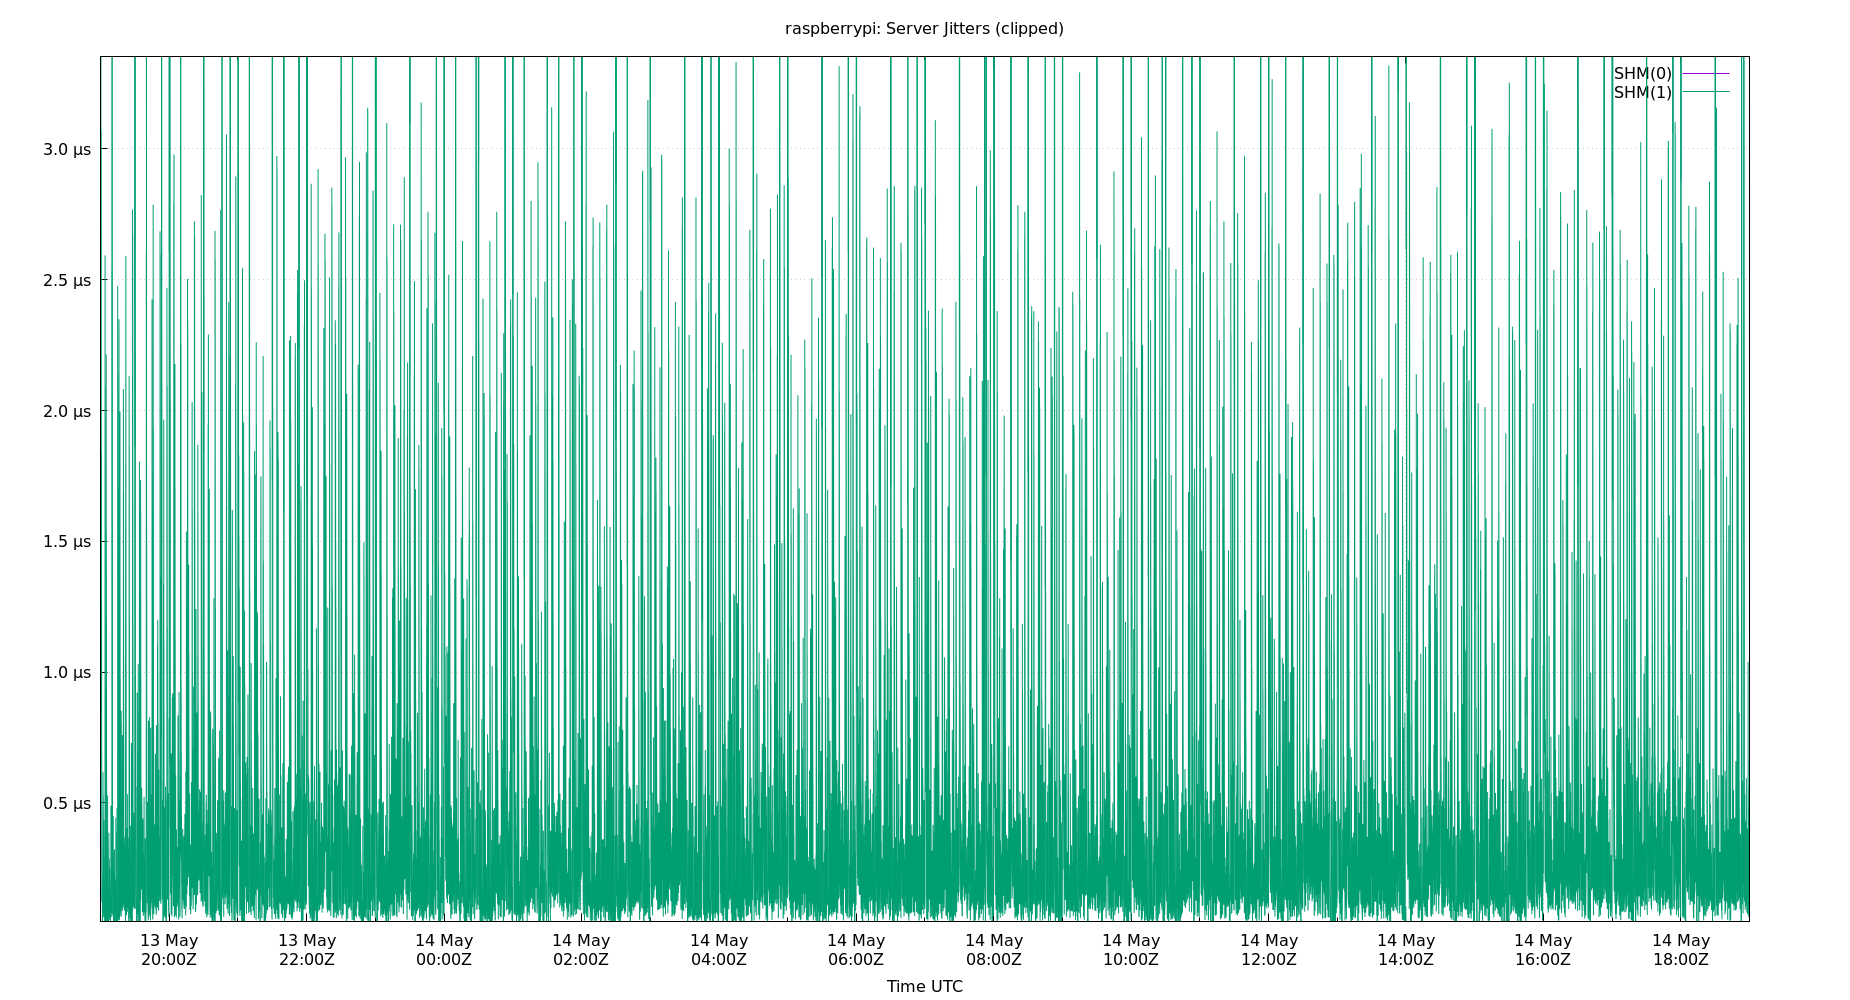 raspberrypi: Server Jitters (clipped)
SHM(0)
SHM(1)
3.0 µs
2.5 µs
2.0 µs
1.5 µs
1.0 µs
0.5 µs
13 May 13 May 14 May 14 May 14 May 14 May 14 May 14 May 14 May 14 May 14 May 14 May
20:00Z 22:00Z 00:00Z 02:00Z 04:00Z 06:00Z 08:00Z 10:00Z 12:00Z 14:00Z 16:00Z 18:00Z
Time UTC